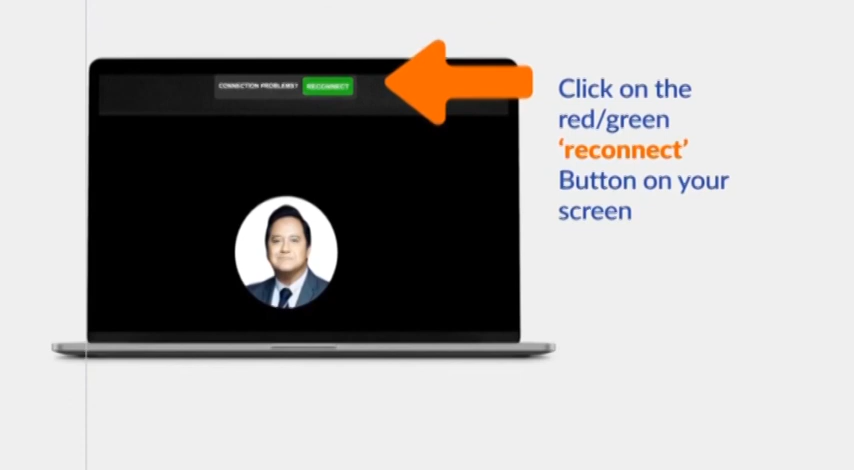 CONNECTION PROBLEMS? RECONNECT
Click on the
red/green
‘reconnect’
Button on your
screen